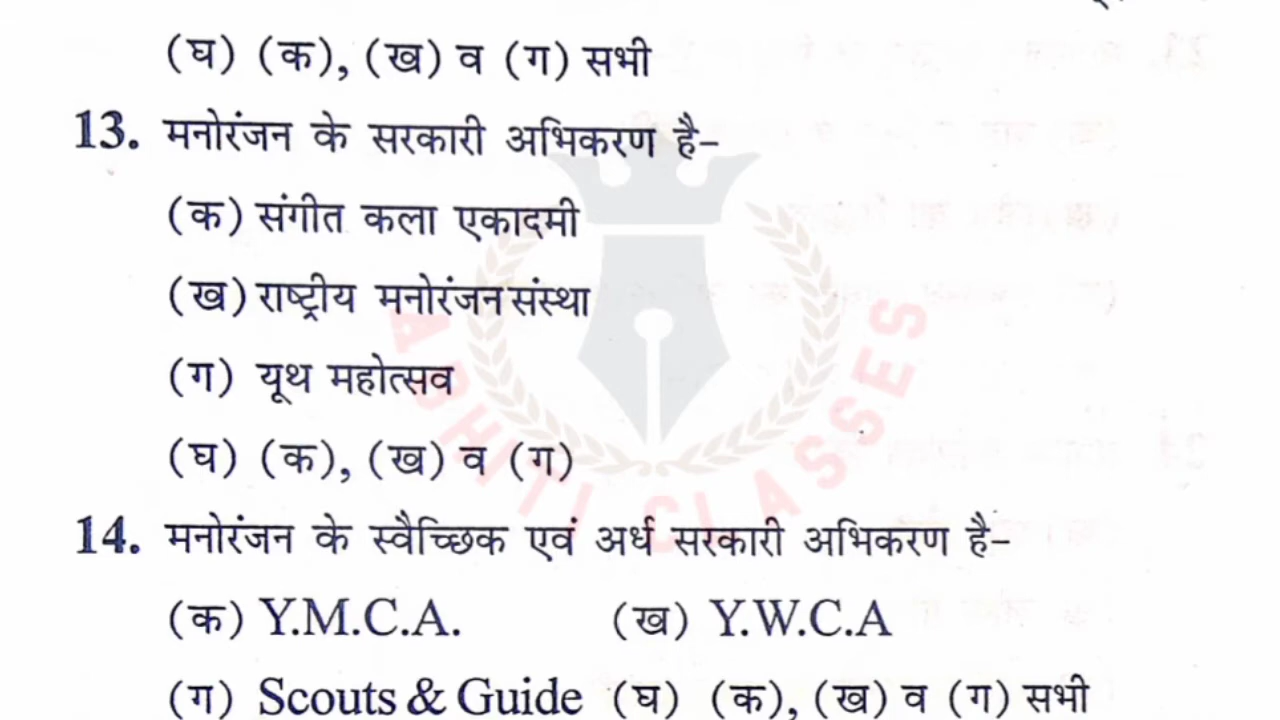 (घ) (क), (ख) व (ग) सभी
13. मनोरंजन के सरकारी अभिकरण है-
(क) संगीत कला एकादमी
(ख) राष्ट्रीय मनोरंजन संस्था
(ग) यूथ महोत्सव
(घ) (क), (ख) व (ग)
14. मनोरंजन के स्वैच्छिक एवं अर्ध सरकारी अभिकरण है-
(क) Y.M.C.A. (ख) Y.W.C.A
(ग) Scouts & Guide (घ) (क), (ख) व (ग) सभी